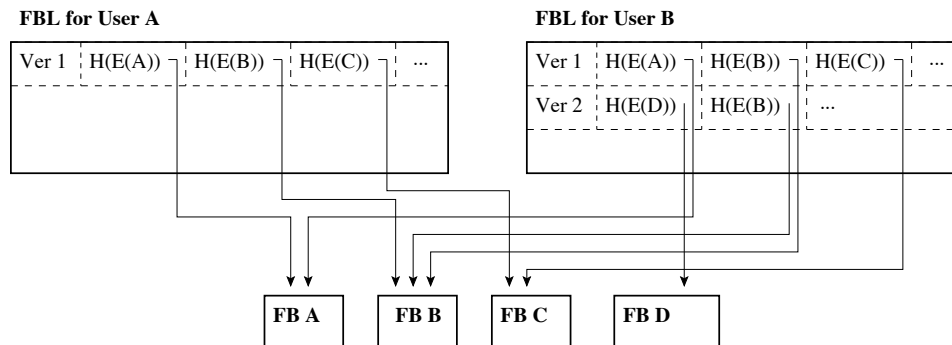 FBL for User A
FBL for User B
Ver 1 H(E(A)) H(E(B)) H(E(C)) ...
Ver 1 H(E(A)) H(E(B)) H(E(C)) ...
Ver 2 H(E(D)) H(E(B)) ...
FB A
FB B
FB C
FB D